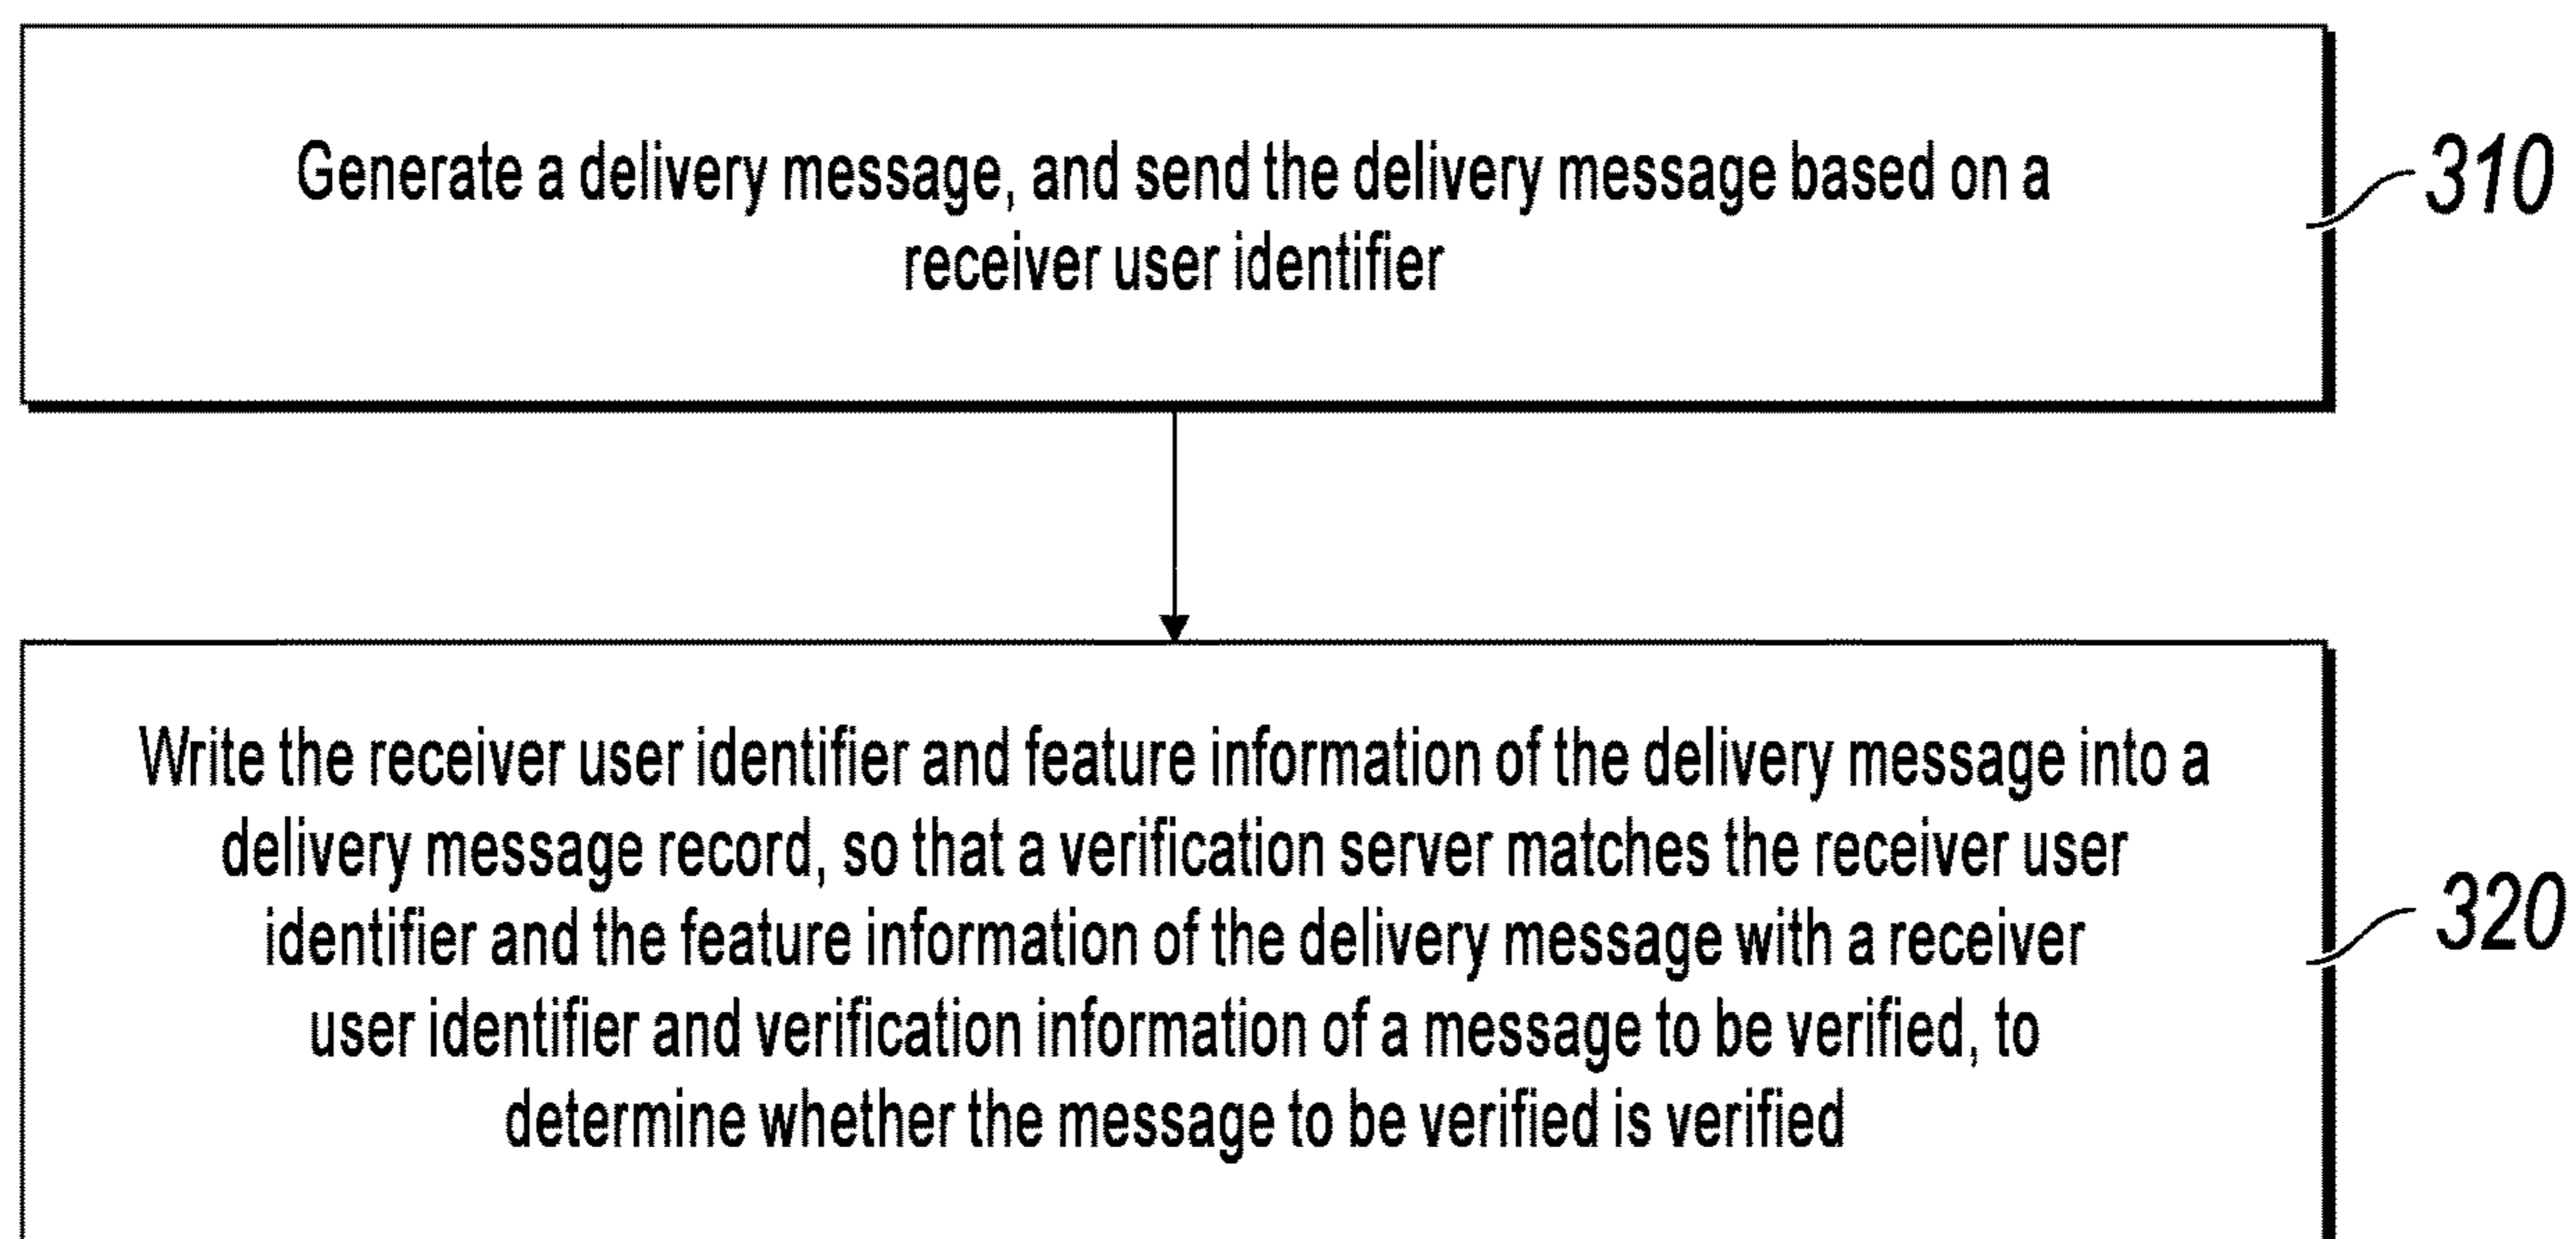 Generate a delivery message, and send the delivery message based on a
receiver user identifier
310
Write the receiver user identifier and feature information of the delivery message into a
delivery message record, so that a verification server matches the receiver user
identifier and the feature information of the delivery message with a receiver
user identifier and verification information of a message to be verified, to
determine whether the message to be verified is verified
320